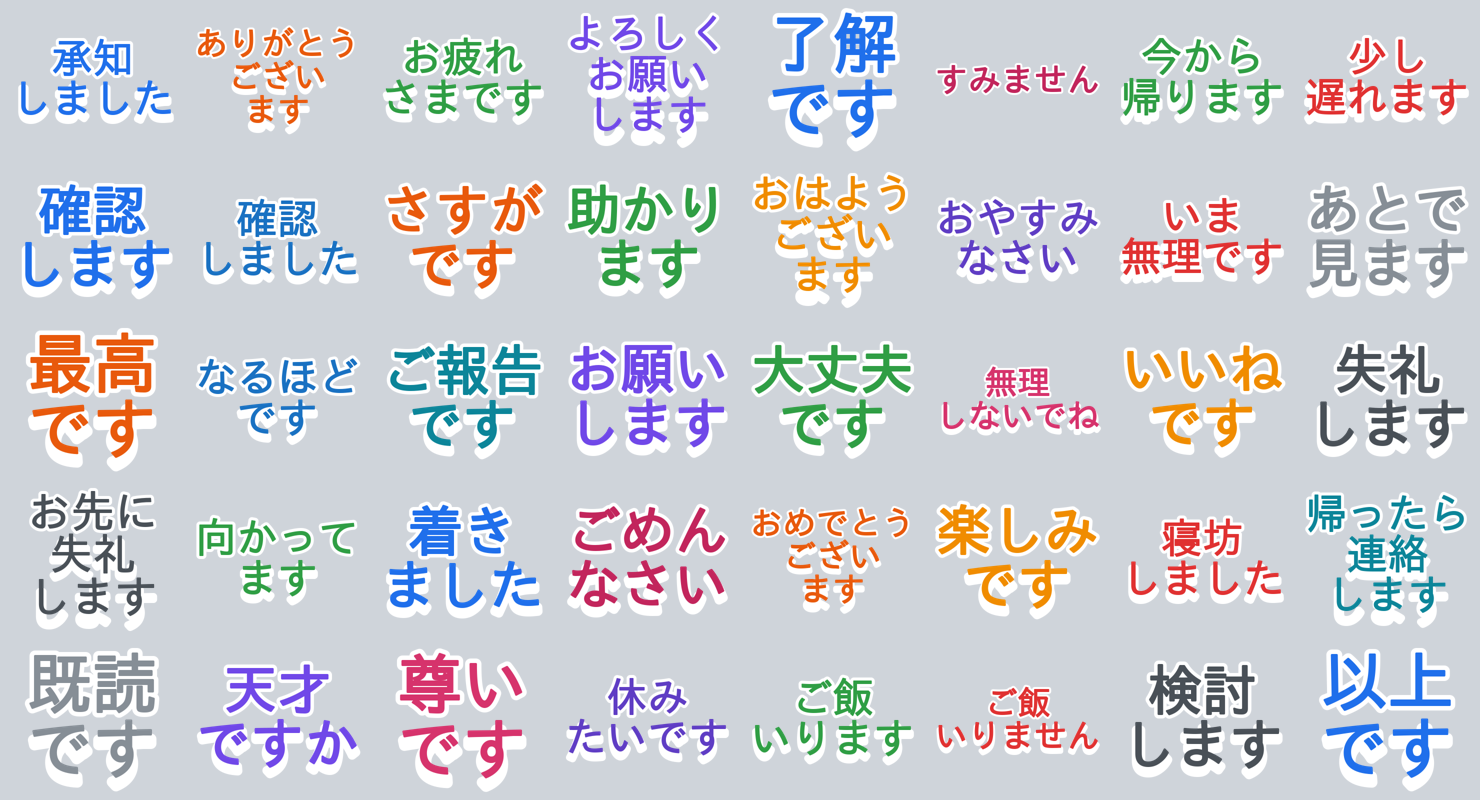 承知
しました
ありがとう
ござい
ます
お疲れ
さまです
よろしく
お願い
します
了解
です
すみません
今から
帰ります
少し
遅れます
確認
します
確認
しました
さすが
です
助かり
ます
おはよう
ござい
ます
おやすみ
なさい
いま
無理です
あとで
見ます
最高
です
なるほど
です
ご報告
です
お願い
します
大丈夫
です
無理
しないでね
いいね
です
失礼
します
お先に
失礼
します
向かって
ます
着き
ました
ごめん
なさい
おめでとう
ござい
ます
楽しみ
です
寝坊
しました
帰ったら
連絡
します
既読
です
天才
ですか
尊い
です
休み
たいです
ご飯
いります
ご飯
いりません
検討
します
以上
です